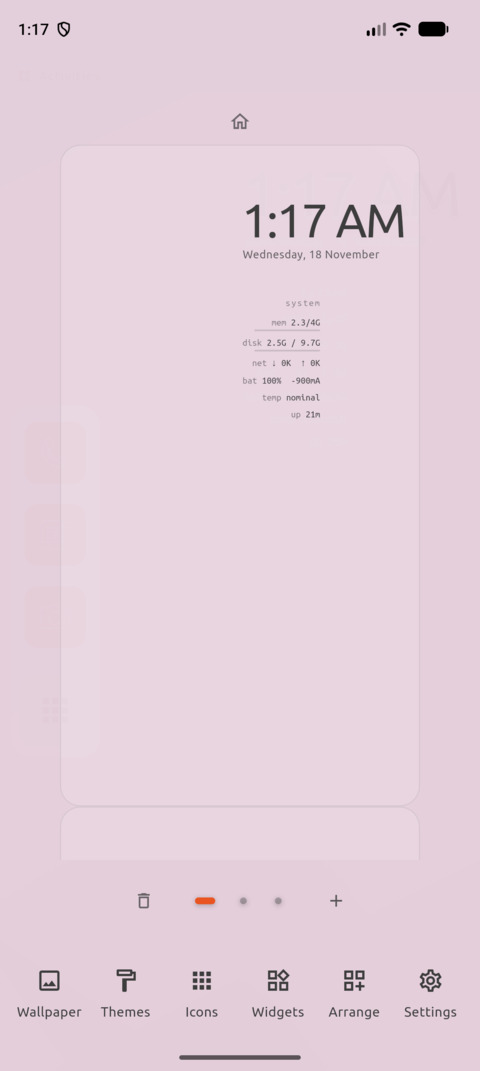 1:17
1:17 AM
Wednesday, 18 November
system
mem 2.3/4G
disk 2.5G / 9.7G
net ↓ 0K ↑ 0K
bat 100% -900mA
temp nominal
up 21m
Wallpaper Themes Icons Widgets Arrange Settings